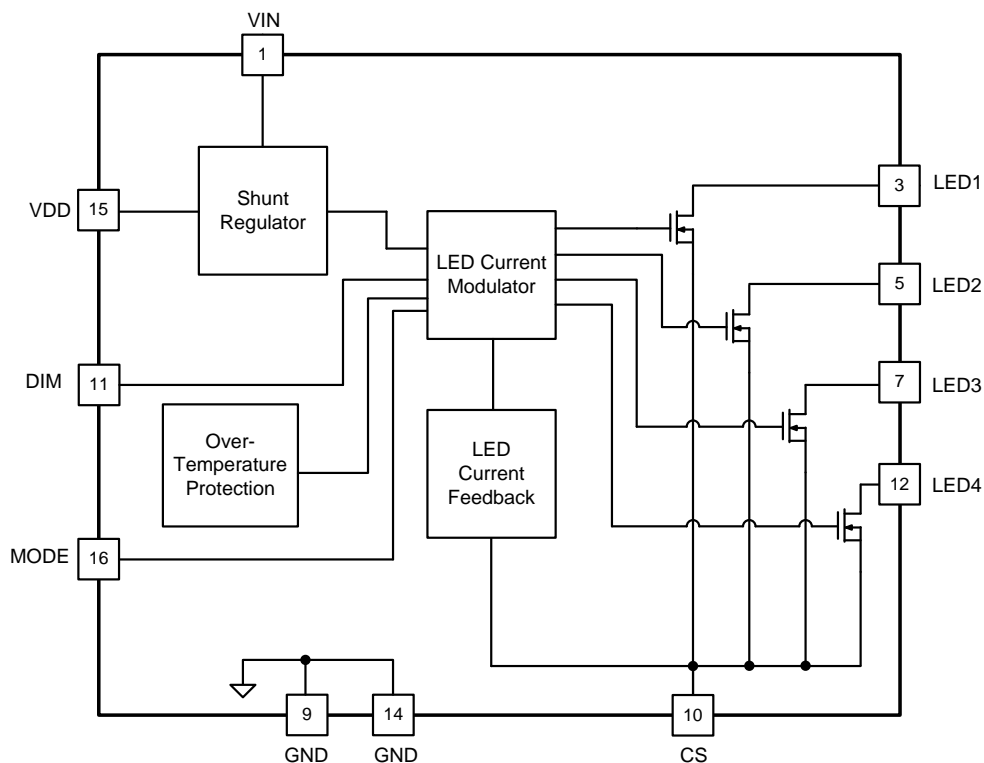 VIN
1
Shunt
Regulator
VDD
15
3
LED1
LED Current
Modulator
5
LED2
DIM
11
7
LED3
Over-
Temperature
Protection
LED
Current
Feedback
12
LED4
MODE
16
9
14
10
GND
GND
CS